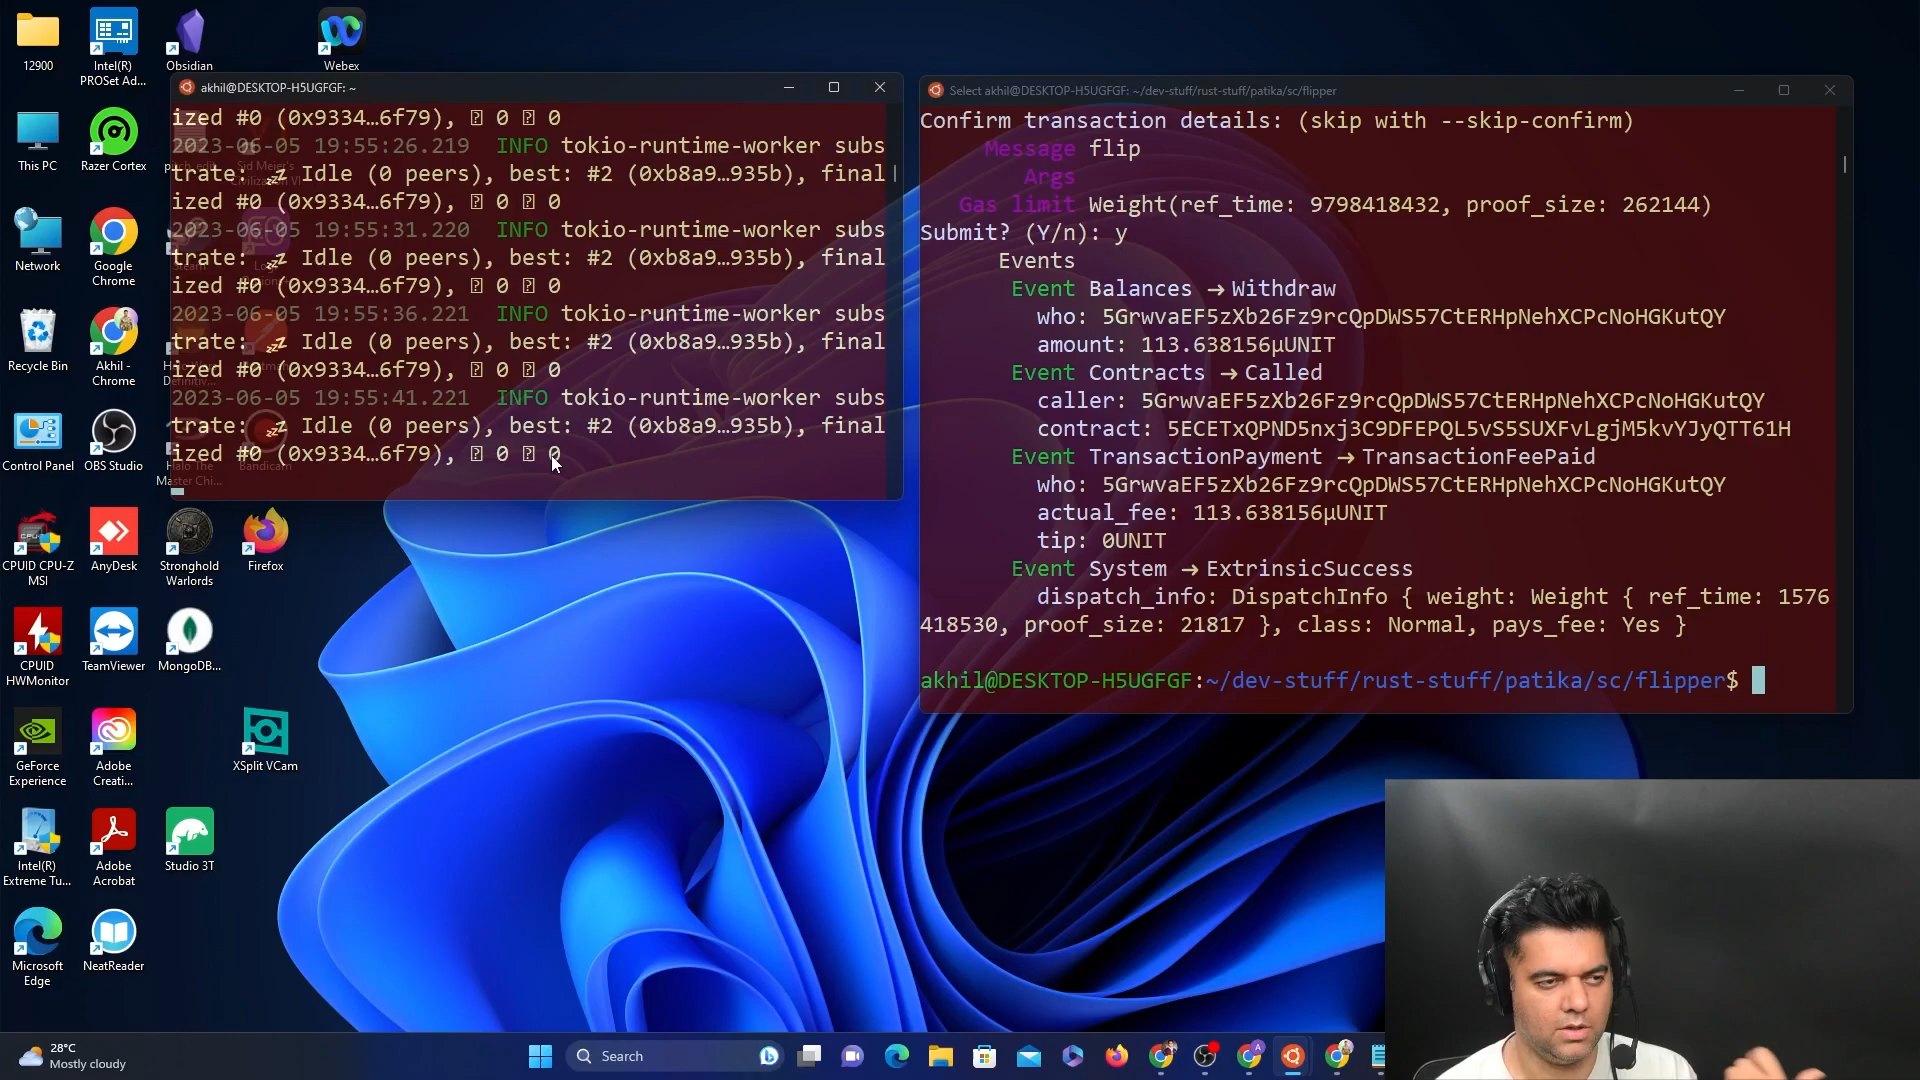 12900
Intel(R)
PROSet Ad...
Obsidian
Webex
This PC
Razer Cortex
Network
Google
Chrome
Recycle Bin
Akhil -
Chrome
Control Panel
OBS Studio
Halo The
Master Chi...
Bandicam
CPUID CPU-Z
MSI
AnyDesk
Stronghold
Warlords
Firefox
CPUID
HWMonitor
TeamViewer
MongoDB...
GeForce
Experience
Adobe
Creati...
XSplit VCam
Intel(R)
Extreme Tu...
Adobe
Acrobat
Studio 3T
Microsoft
Edge
NeatReader
akhil@DESKTOP-H5UGFGF: ~
ized #0 (0x9334…6f79), 0 0
2023-06-05 19:55:26.219 INFO tokio-runtime-worker subs
trate: 💤 Idle (0 peers), best: #2 (0xb8a9…935b), final
ized #0 (0x9334…6f79), 0 0
2023-06-05 19:55:31.220 INFO tokio-runtime-worker subs
trate: 💤 Idle (0 peers), best: #2 (0xb8a9…935b), final
ized #0 (0x9334…6f79), 0 0
2023-06-05 19:55:36.221 INFO tokio-runtime-worker subs
trate: 💤 Idle (0 peers), best: #2 (0xb8a9…935b), final
ized #0 (0x9334…6f79), 0 0
2023-06-05 19:55:41.221 INFO tokio-runtime-worker subs
trate: 💤 Idle (0 peers), best: #2 (0xb8a9…935b), final
ized #0 (0x9334…6f79), 0 0
Select akhil@DESKTOP-H5UGFGF: ~/dev-stuff/rust-stuff/patika/sc/flipper
Confirm transaction details: (skip with --skip-confirm)
Message flip
Args
Gas limit Weight(ref_time: 9798418432, proof_size: 262144)
Submit? (Y/n): y
Events
Event Balances ➜ Withdraw
who: 5GrwvaEF5zXb26Fz9rcQpDWS57CtERHpNehXCPcNoHGKutQY
amount: 113.638156μUNIT
Event Contracts ➜ Called
caller: 5GrwvaEF5zXb26Fz9rcQpDWS57CtERHpNehXCPcNoHGKutQY
contract: 5ECETxQPND5nxj3C9DFEPQL5vS5SUXFvLgjM5kvYJyQTT61H
Event TransactionPayment ➜ TransactionFeePaid
who: 5GrwvaEF5zXb26Fz9rcQpDWS57CtERHpNehXCPcNoHGKutQY
actual_fee: 113.638156μUNIT
tip: 0UNIT
Event System ➜ ExtrinsicSuccess
dispatch_info: DispatchInfo { weight: Weight { ref_time: 1576
418530, proof_size: 21817 }, class: Normal, pays_fee: Yes }
akhil@DESKTOP-H5UGFGF:~/dev-stuff/rust-stuff/patika/sc/flipper$
28°C
Mostly cloudy
Search